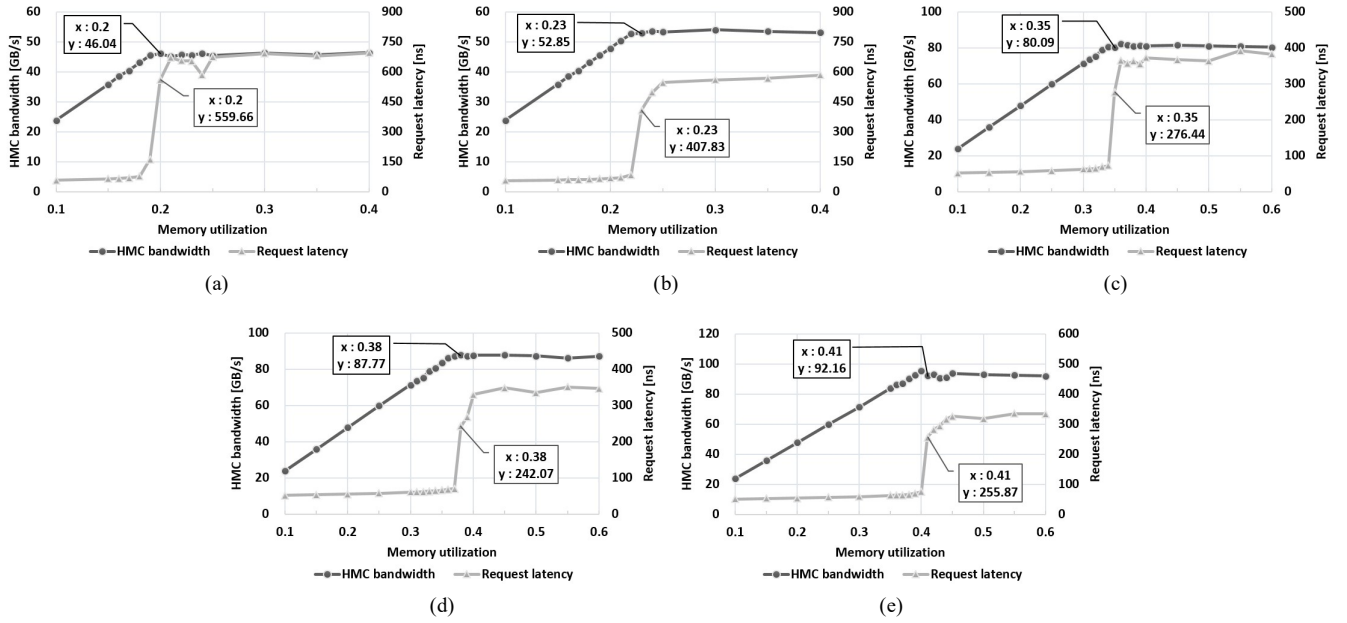 x : 0.2
y : 46.04
x : 0.2
y : 559.66
HMC bandwidth [GB/s]
60
50
40
30
20
10
0
Request latency [ns]
900
750
600
450
300
150
0
0.1 0.2 0.3 0.4
Memory utilization
HMC bandwidth Request latency
(a)
x : 0.23
y : 52.85
x : 0.23
y : 407.83
HMC bandwidth [GB/s]
60
50
40
30
20
10
0
Request latency [ns]
900
750
600
450
300
150
0
0.1 0.2 0.3 0.4
Memory utilization
HMC bandwidth Request latency
(b)
x : 0.35
y : 80.09
x : 0.35
y : 276.44
HMC bandwidth [GB/s]
100
80
60
40
20
0
Request latency [ns]
500
400
300
200
100
0
0.1 0.2 0.3 0.4 0.5 0.6
Memory utilization
HMC bandwidth Request latency
(c)
x : 0.38
y : 87.77
x : 0.38
y : 242.07
HMC bandwidth [GB/s]
100
80
60
40
20
0
Request latency [ns]
500
400
300
200
100
0
0.1 0.2 0.3 0.4 0.5 0.6
Memory utilization
HMC bandwidth Request latency
(d)
x : 0.41
y : 92.16
x : 0.41
y : 255.87
HMC bandwidth [GB/s]
120
100
80
60
40
20
0
Request latency [ns]
600
500
400
300
200
100
0
0.1 0.2 0.3 0.4 0.5 0.6
Memory utilization
HMC bandwidth Request latency
(e)